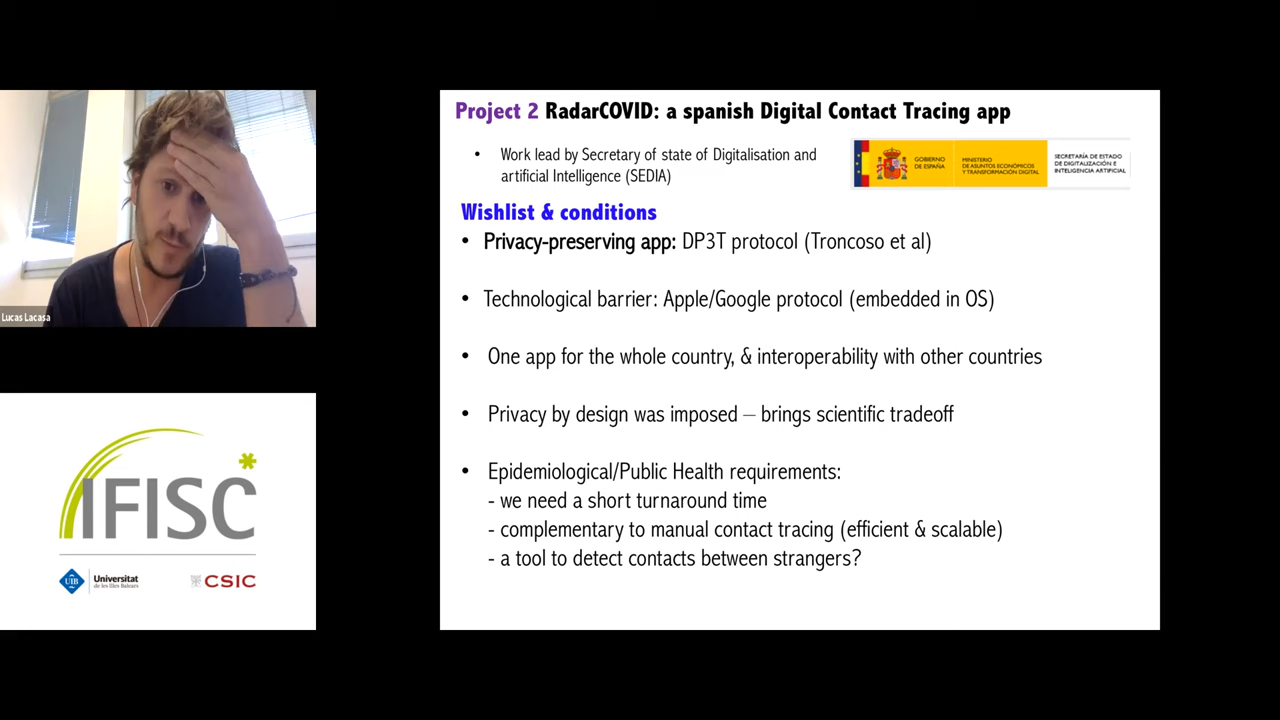 Lucas Lacasa
IFISC
UIB
Universitat
de les Illes Balears
CSIC
Project 2 RadarCOVID: a spanish Digital Contact Tracing app
• Work lead by Secretary of state of Digitalisation and
artificial Intelligence (SEDIA)
GOBIERNO
DE ESPAÑA
MINISTERIO
DE ASUNTOS ECONÓMICOS
Y TRANSFORMACIÓN DIGITAL
SECRETARÍA DE ESTADO
DE DIGITALIZACIÓN E
INTELIGENCIA ARTIFICIAL
Wishlist & conditions
• Privacy-preserving app: DP3T protocol (Troncoso et al)
• Technological barrier: Apple/Google protocol (embedded in OS)
• One app for the whole country, & interoperability with other countries
• Privacy by design was imposed – brings scientific tradeoff
• Epidemiological/Public Health requirements:
- we need a short turnaround time
- complementary to manual contact tracing (efficient & scalable)
- a tool to detect contacts between strangers?